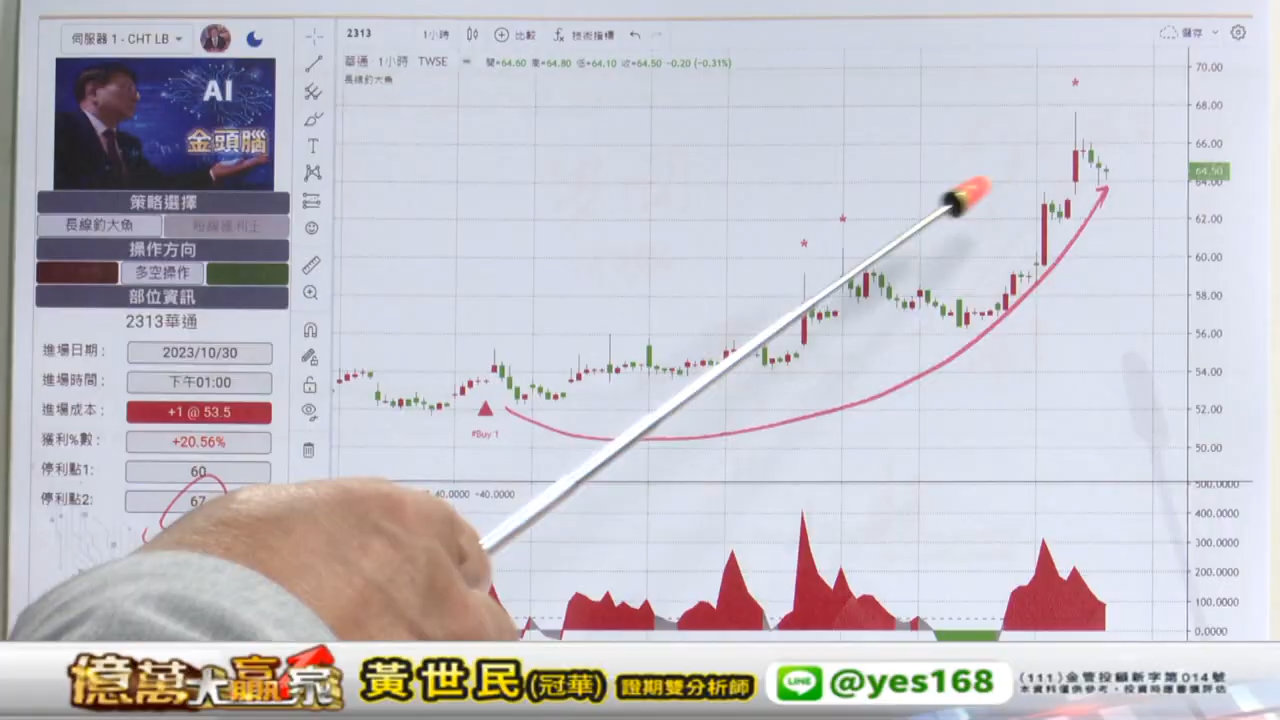 伺服器 1 - CHT LB
AI
金頭腦
策略選擇
長線釣大魚
操作方向
多空操作
部位資訊
2313華通
進場日期: 2023/10/30
進場時間: 下午01:00
進場成本: +1 @ 53.5
獲利%數: +20.56%
停利點1: 60
停利點2: 67
2313 1小時 比較 技術指標 儲存
華通 1小時 TWSE 開=64.60 高=64.80 低=64.10 收=64.50 -0.20 (-0.31%)
長線釣大魚
70.00
68.00
66.00
64.50
64.00
62.00
60.00
58.00
56.00
54.00
52.00
50.00
#Buy 1
40.0000 -40.0000
500.0000
400.0000
300.0000
200.0000
100.0000
0.0000
億萬大贏家
黃世民(冠華) 證期雙分析師
LINE @yes168
(111)金管投顧新字第014號
本資料僅供參考,投資時應審慎評估